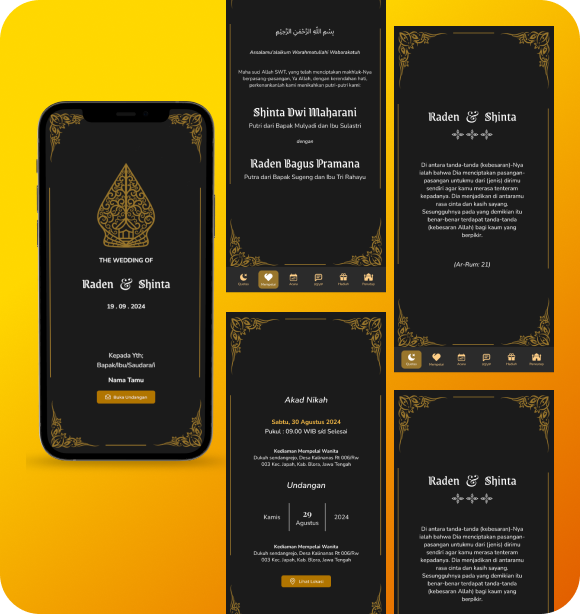 THE WEDDING OF
Raden & Shinta
19 . 09 . 2024
Kepada Yth;
Bapak/Ibu/Saudara/i
Nama Tamu
Buka Undangan
بِسْمِ اللهِ الرَّحْمٰنِ الرَّحِيْمِ
Assalamu'alaikum Warahmatullahi Wabarakatuh
Maha suci Allah SWT, yang telah menciptakan makhluk-Nya
berpasang-pasangan, Ya Allah, dengan kerendahan hati,
perkenankanlah kami menikahkan putri-putri kami:
Shinta Dwi Maharani
Putri dari Bapak Mulyadi dan Ibu Sulastri
dengan
Raden Bagus Pramana
Putra dari Bapak Sugeng dan Ibu Tri Rahayu
Mempelai
Acara
Akad Nikah
Sabtu, 30 Agustus 2024
Pukul : 09.00 WIB s/d Selesai
Kediaman Mempelai Wanita
Dukuh sendangrejo, Desa Kalinanas Rt 006/Rw
003 Kec. Japah, Kab. Blora, Jawa Tengah
Undangan
Kamis
29
Agustus
2024
Kediaman Mempelai Wanita
Dukuh sendangrejo, Desa Kalinanas Rt 006/Rw
003 Kec. Japah, Kab. Blora, Jawa Tengah
Lihat Lokasi
Raden & Shinta
Di antara tanda-tanda (kebesaran)-Nya
ialah bahwa Dia menciptakan pasangan-
pasangan untukmu dari (jenis) dirimu
sendiri agar kamu merasa tenteram
kepadanya. Dia menjadikan di antaramu
rasa cinta dan kasih sayang.
Sesungguhnya pada yang demikian itu
benar-benar terdapat tanda-tanda
(kebesaran Allah) bagi kaum yang
berpikir.
(Ar-Rum: 21)
Mempelai
Acara
Raden & Shinta
Di antara tanda-tanda (kebesaran)-Nya
ialah bahwa Dia menciptakan pasangan-
pasangan untukmu dari (jenis) dirimu
sendiri agar kamu merasa tenteram
kepadanya. Dia menjadikan di antaramu
rasa cinta dan kasih sayang.
Sesungguhnya pada yang demikian itu
benar-benar terdapat tanda-tanda
(kebesaran Allah) bagi kaum yang
berpikir.